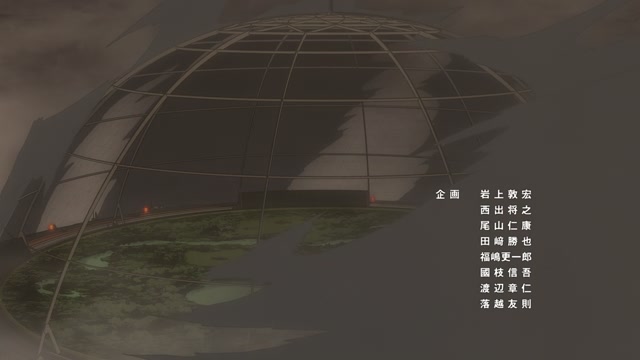 企画 岩上敦宏
西出将之
尾山仁康
田﨑勝也
福嶋更一郎
國枝信吾
渡辺章仁
落越友則